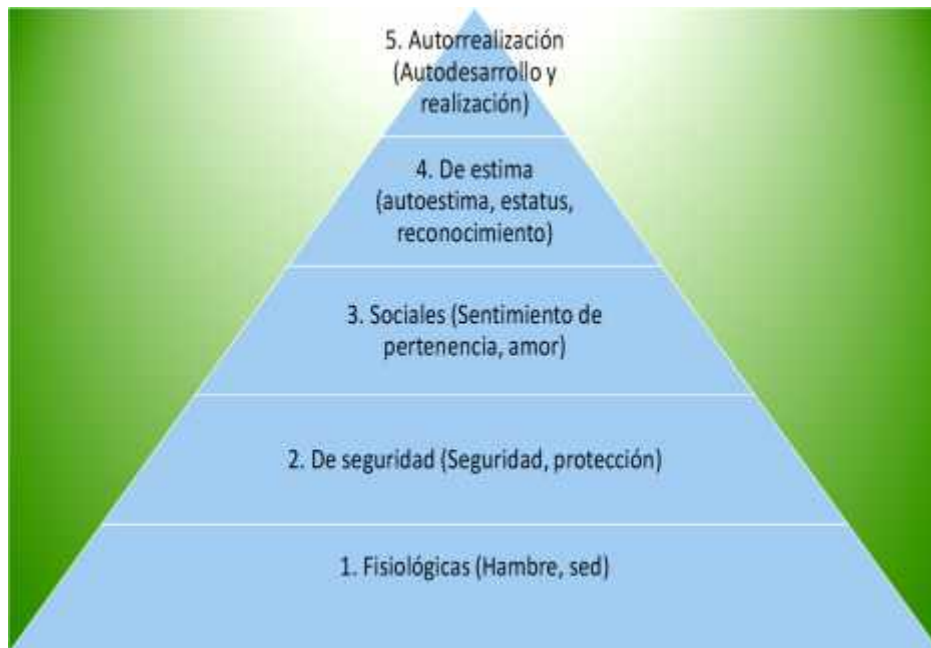 5. Autorrealización
(Autodesarrollo y
realización)
4. De estima
(autoestima, estatus,
reconocimiento)
3. Sociales (Sentimiento de
pertenencia, amor)
2. De seguridad (Seguridad, protección)
1. Fisiológicas (Hambre, sed)